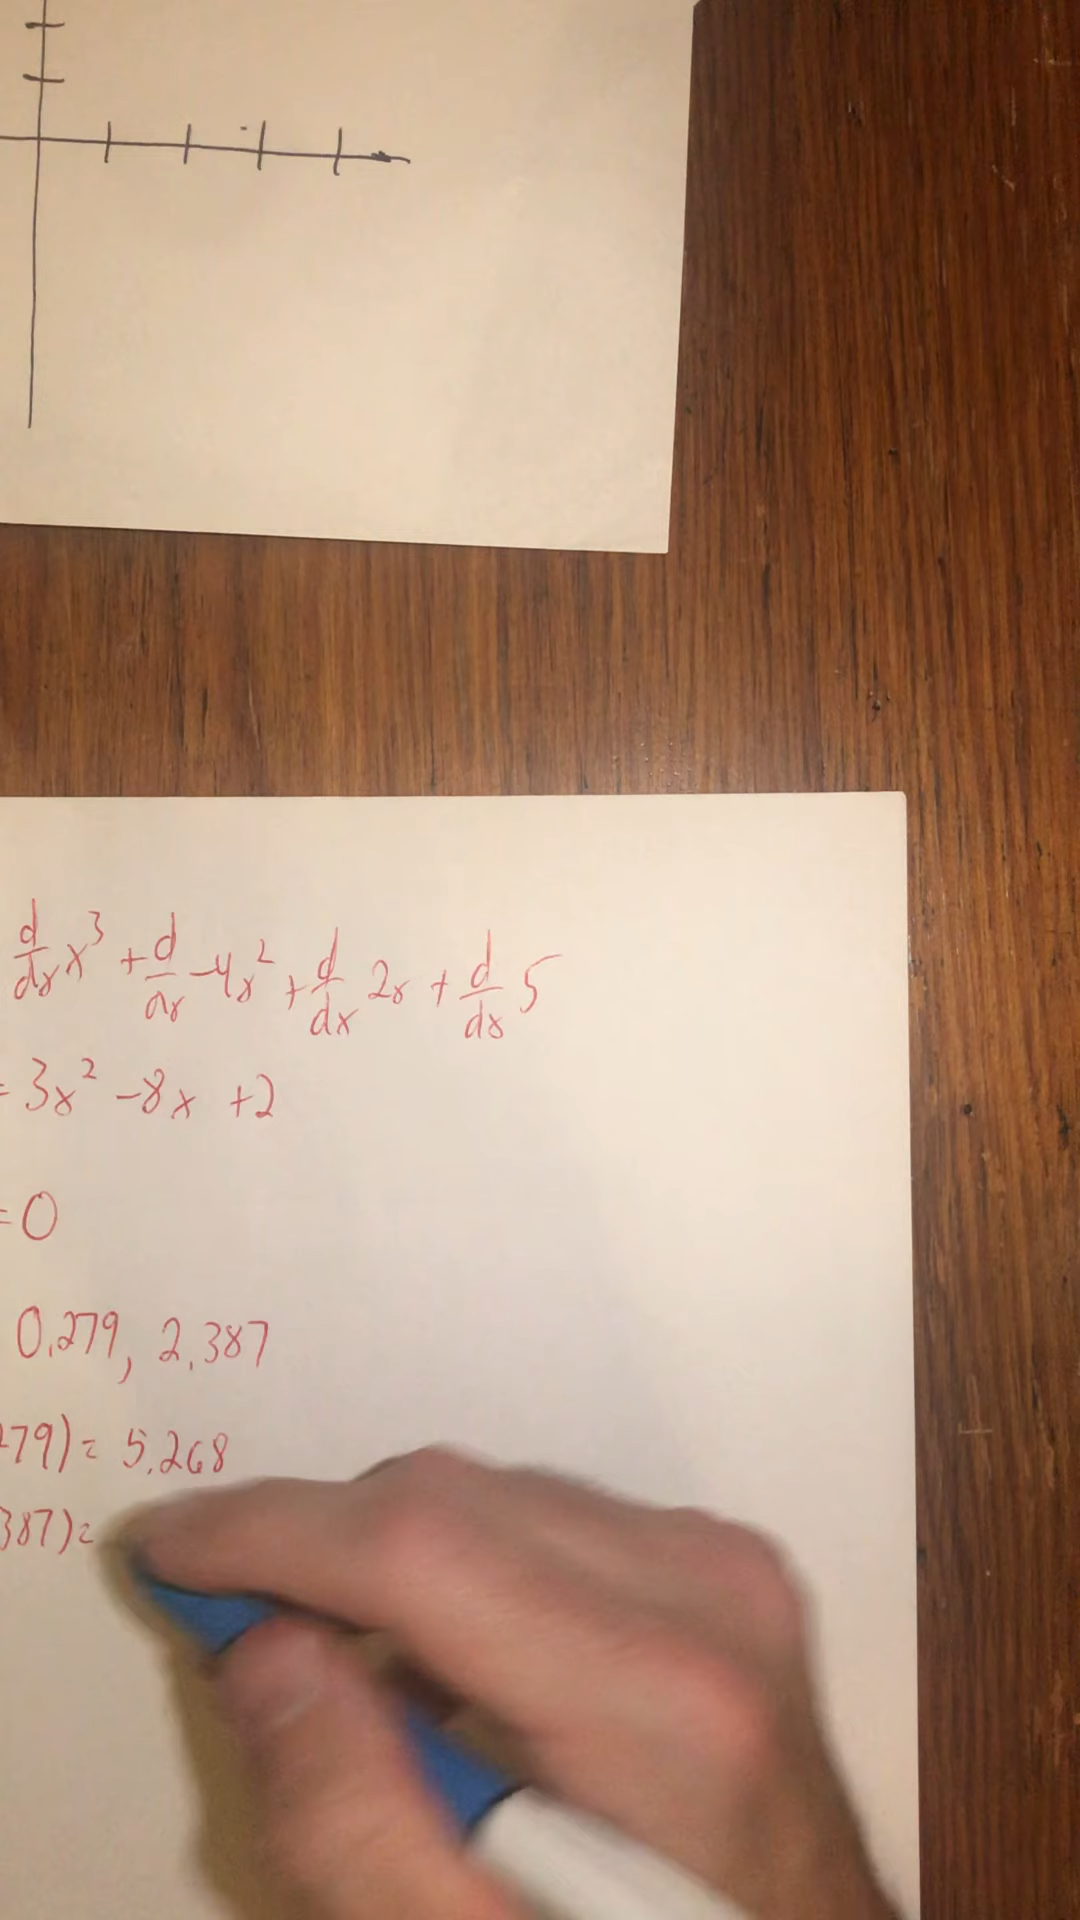 d/dx x³ + d/dx -4x² + d/dx 2x + d/dx 5
= 3x² -8x +2
=0
0.279, 2.387
279)= 5.268
387)=